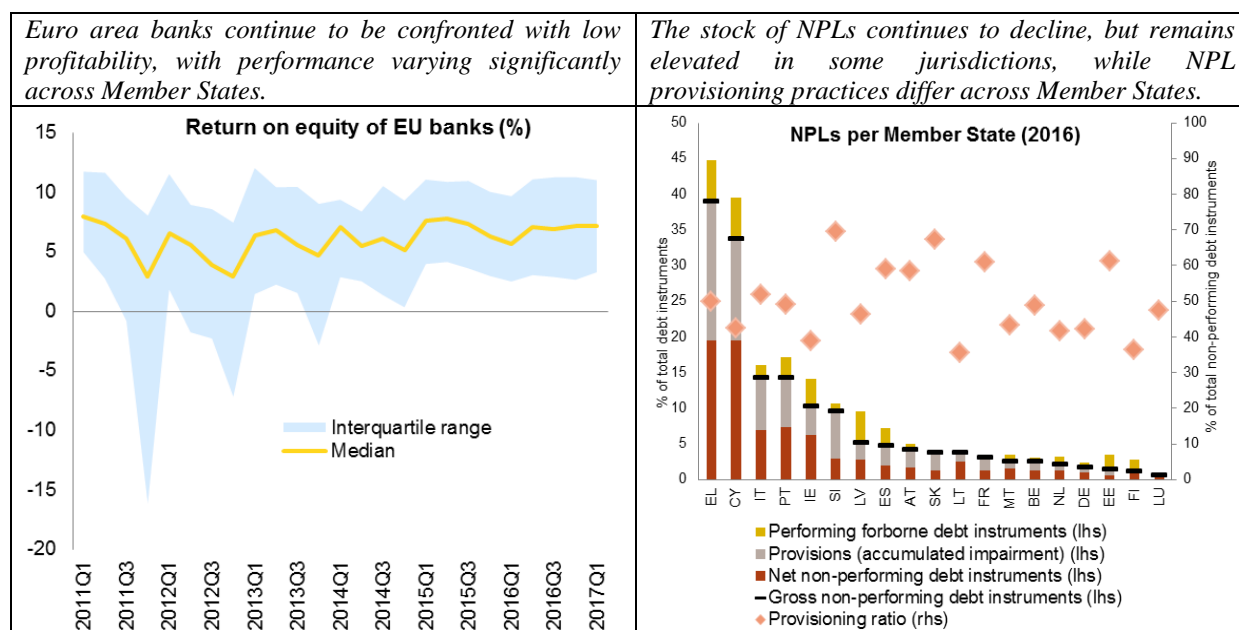 Euro area banks continue to be confronted with low
profitability, with performance varying significantly
across Member States.
Return on equity of EU banks (%)
15
10
5
0
-5
-10
-15
-20
Interquartile range
Median
2011Q1
2011Q3
2012Q1
2012Q3
2013Q1
2013Q3
2014Q1
2014Q3
2015Q1
2015Q3
2016Q1
2016Q3
2017Q1
The stock of NPLs continues to decline, but remains
elevated in some jurisdictions, while NPL
provisioning practices differ across Member States.
NPLs per Member State (2016)
% of total debt instruments
50
45
40
35
30
25
20
15
10
5
0
100
90
80
70
60
50
40
30
20
10
0
% of total non-performing debt instruments
EL
CY
IT
PT
IE
SI
LV
ES
AT
SK
LT
FR
MT
BE
NL
DE
EE
FI
LU
Performing forborne debt instruments (lhs)
Provisions (accumulated impairment) (lhs)
Net non-performing debt instruments (lhs)
Gross non-performing debt instruments (lhs)
Provisioning ratio (rhs)